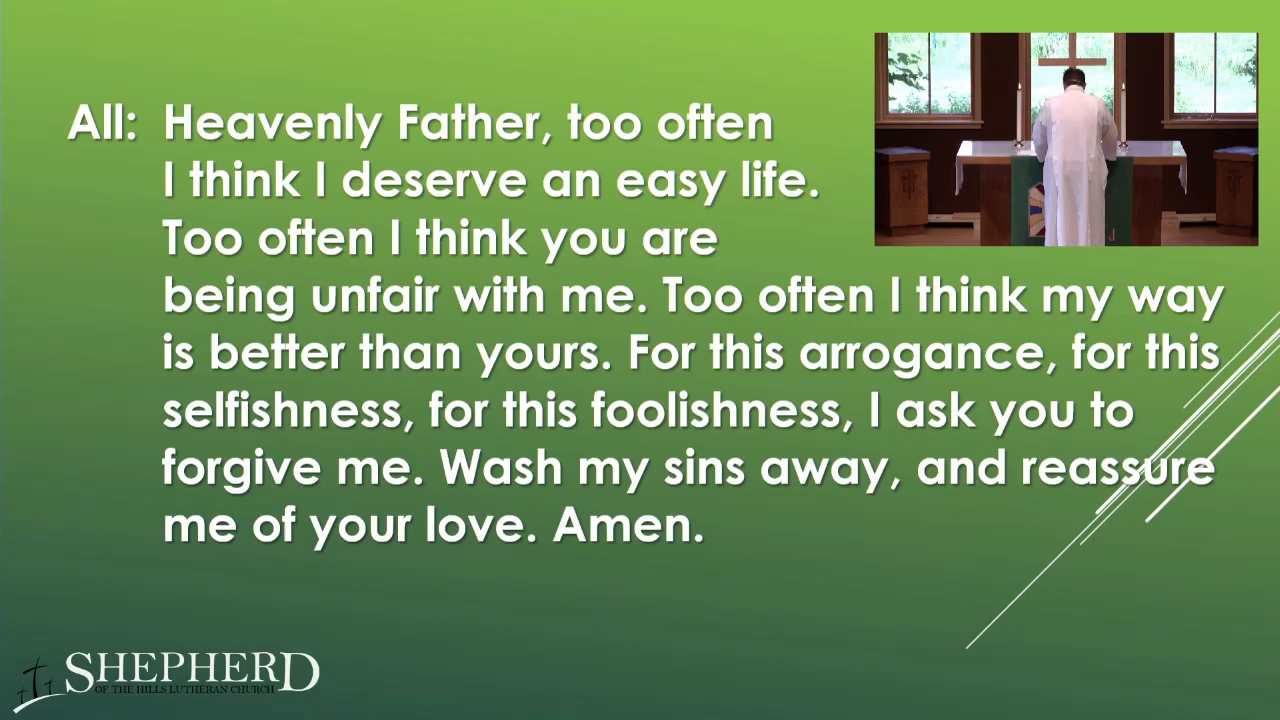 All: Heavenly Father, too often
I think I deserve an easy life.
Too often I think you are
being unfair with me. Too often I think my way
is better than yours. For this arrogance, for this
selfishness, for this foolishness, I ask you to
forgive me. Wash my sins away, and reassure
me of your love. Amen.
SHEPHERD
OF THE HILLS LUTHERAN CHURCH